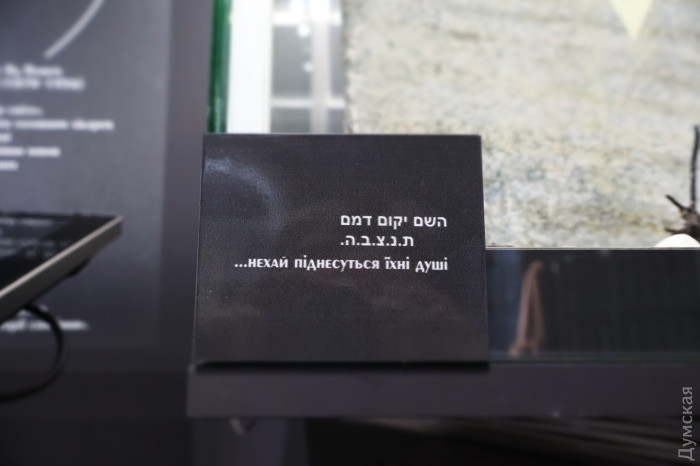 השם יקום דמם
ת.נ.צ.ב.ה.
...нехай піднесуться їхні душі
Думская